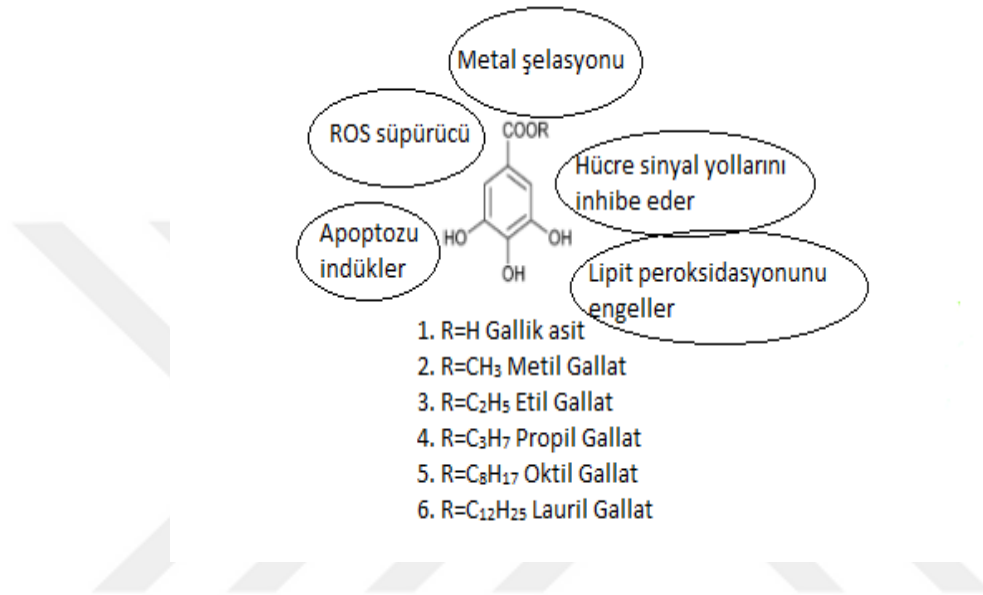 Metal şelasyonu
ROS süpürücü
COOR
Hücre sinyal yollarını
inhibe eder
Apoptozu
indükler
HO
OH
OH
Lipit peroksidasyonunu
engeller
1. R=H Gallik asit
2. R=CH₃ Metil Gallat
3. R=C₂H₅ Etil Gallat
4. R=C₃H₇ Propil Gallat
5. R=C₈H₁₇ Oktil Gallat
6. R=C₁₂H₂₅ Lauril Gallat